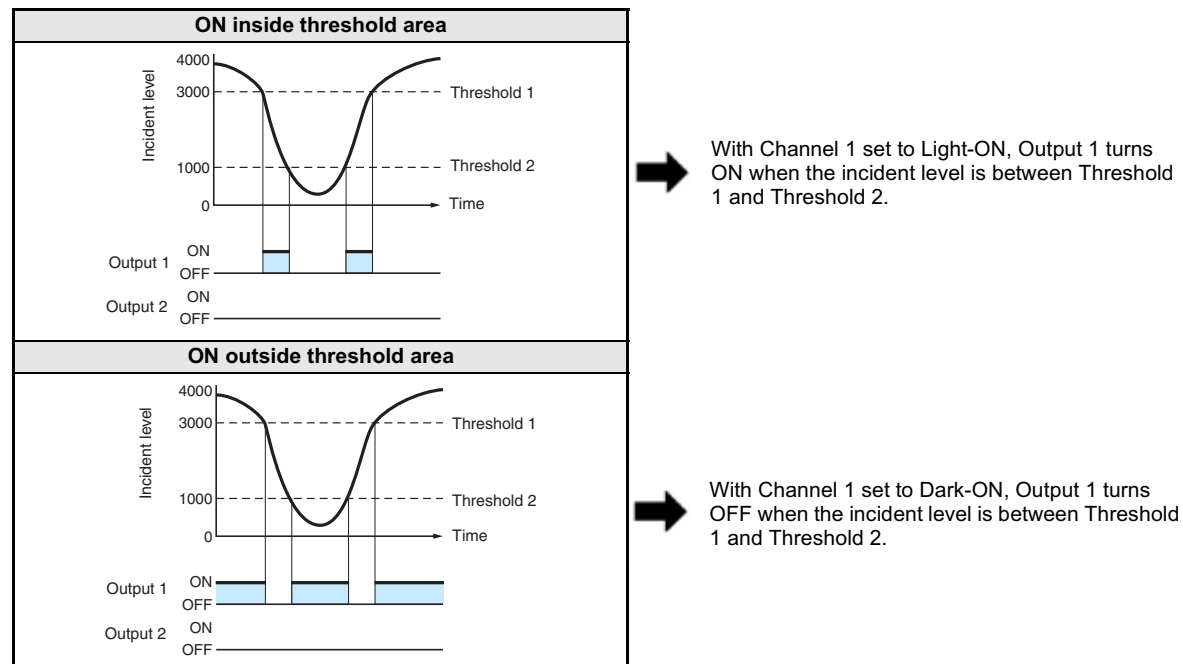 ON inside threshold area
4000
3000
1000
0
Incident level
Threshold 1
Threshold 2
Time
Output 1
ON
OFF
Output 2
ON
OFF
With Channel 1 set to Light-ON, Output 1 turns
ON when the incident level is between Threshold
1 and Threshold 2.
ON outside threshold area
4000
3000
1000
0
Incident level
Threshold 1
Threshold 2
Time
Output 1
ON
OFF
Output 2
ON
OFF
With Channel 1 set to Dark-ON, Output 1 turns
OFF when the incident level is between Threshold
1 and Threshold 2.